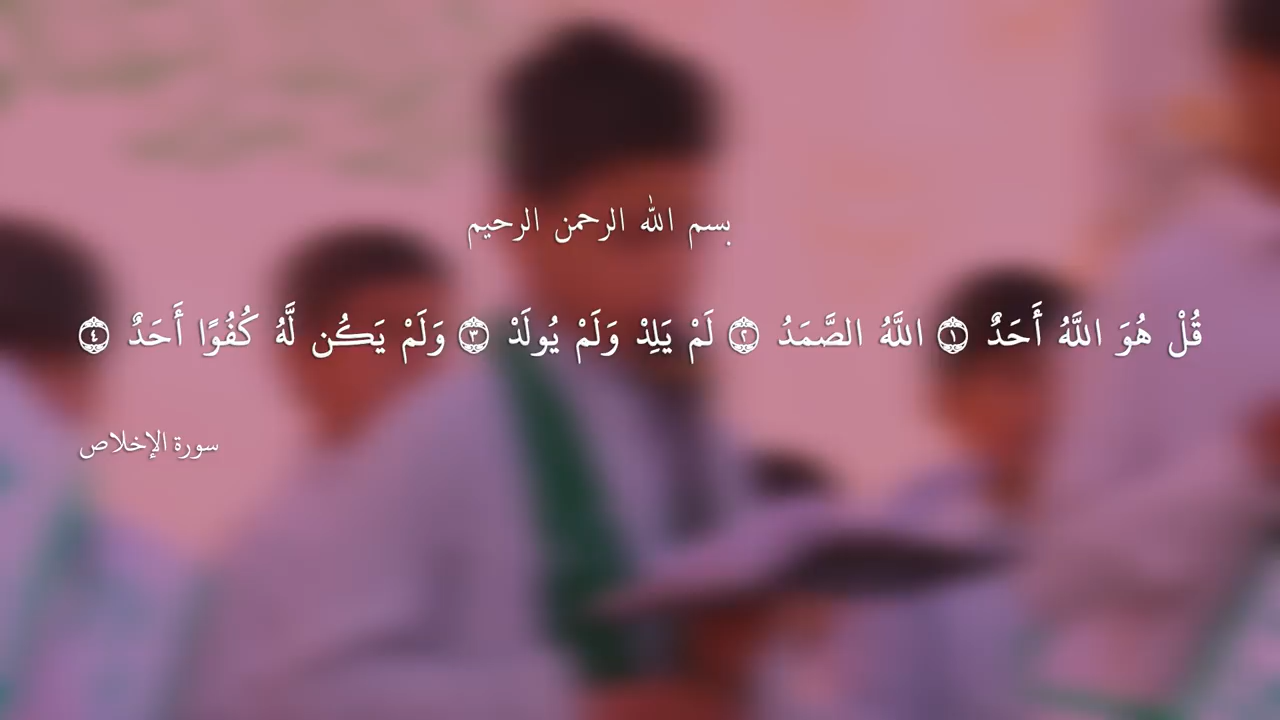 بسم الله الرحمن الرحيم
قُلْ هُوَ اللَّهُ أَحَدٌ ۝١ اللَّهُ الصَّمَدُ ۝٢ لَمْ يَلِدْ وَلَمْ يُولَدْ ۝٣ وَلَمْ يَكُن لَّهُ كُفُوًا أَحَدٌ ۝٤
سورة الإخلاص